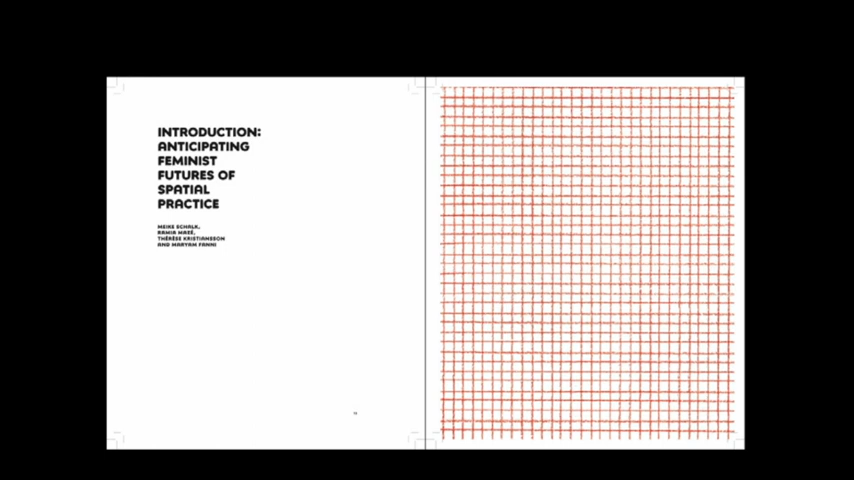 INTRODUCTION:
ANTICIPATING
FEMINIST
FUTURES OF
SPATIAL
PRACTICE
MEIKE SCHALK,
RAMIA MAZÉ,
THÉRÈSE KRISTIANSSON
AND MARYAM FANNI